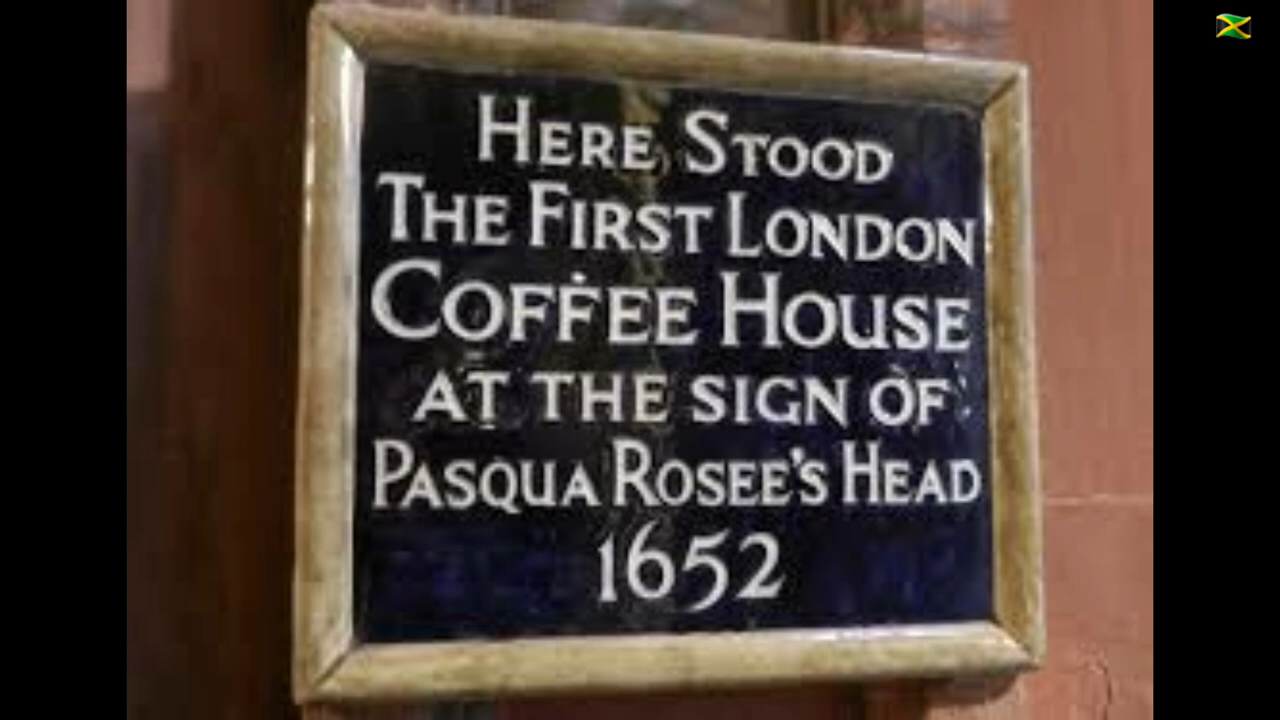 HERE STOOD
THE FIRST LONDON
COFFEE HOUSE
AT THE SIGN OF
PASQUA ROSEE'S HEAD
1652